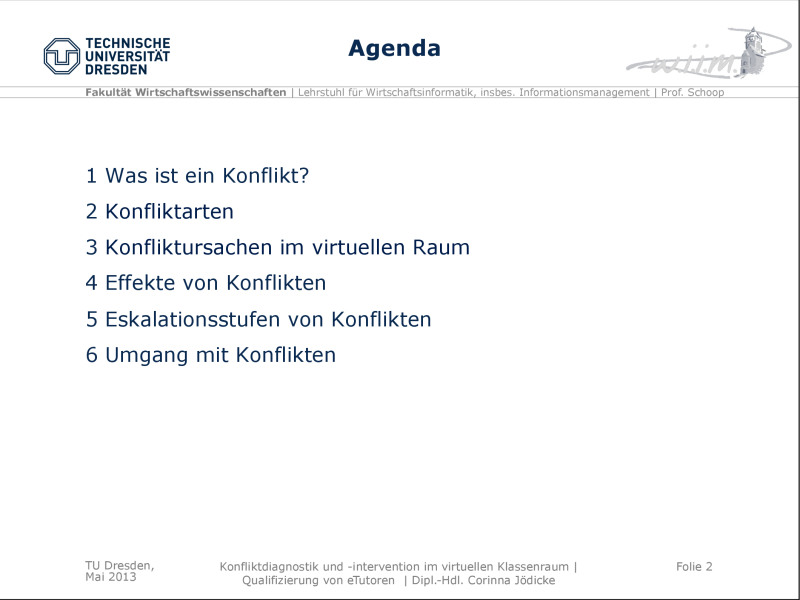 TECHNISCHE
UNIVERSITÄT
DRESDEN
Agenda
w.i.i.m.
Fakultät Wirtschaftswissenschaften | Lehrstuhl für Wirtschaftsinformatik, insbes. Informationsmanagement | Prof. Schoop
1 Was ist ein Konflikt?
2 Konfliktarten
3 Konfliktursachen im virtuellen Raum
4 Effekte von Konflikten
5 Eskalationsstufen von Konflikten
6 Umgang mit Konflikten
TU Dresden,
Mai 2013
Konfliktdiagnostik und -intervention im virtuellen Klassenraum |
Qualifizierung von eTutoren | Dipl.-Hdl. Corinna Jödicke
Folie 2